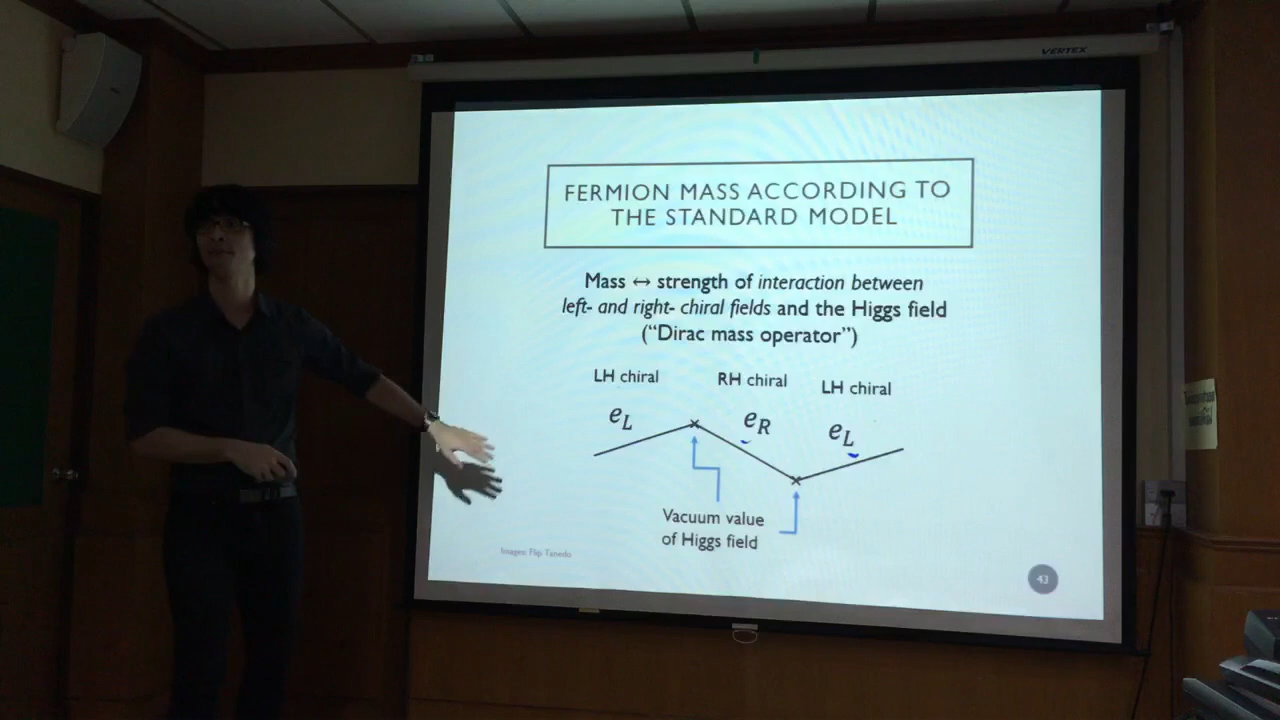 VERTEX
FERMION MASS ACCORDING TO
THE STANDARD MODEL
Mass ↔ strength of interaction between
left- and right- chiral fields and the Higgs field
(“Dirac mass operator”)
LH chiral
RH chiral
LH chiral
e_L
e_R
e_L
Vacuum value
of Higgs field
Images: Flip Tanedo
43